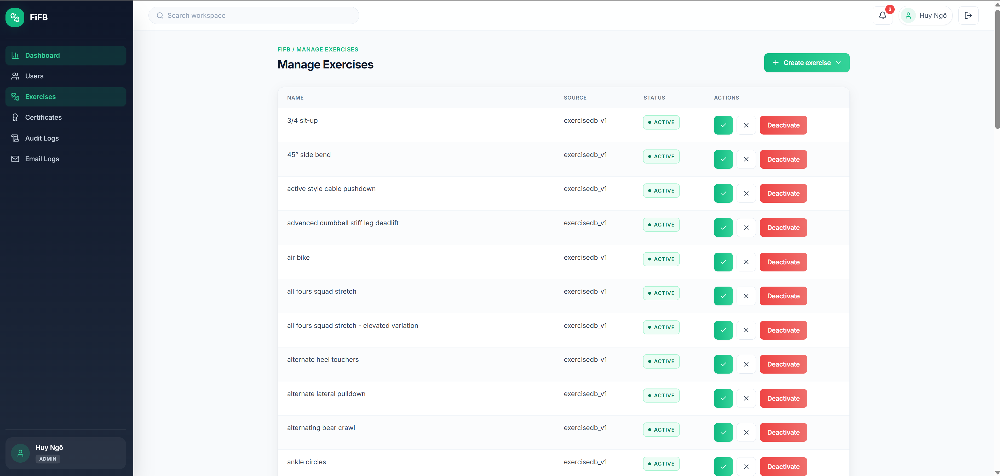 FiFB
Search workspace
3
Huy Ngô
Dashboard
Users
Exercises
Certificates
Audit Logs
Email Logs
FIFB / MANAGE EXERCISES
Manage Exercises
Create exercise
NAME SOURCE STATUS ACTIONS
3/4 sit-up exercisedb_v1 ACTIVE Deactivate
45° side bend exercisedb_v1 ACTIVE Deactivate
active style cable pushdown exercisedb_v1 ACTIVE Deactivate
advanced dumbbell stiff leg deadlift exercisedb_v1 ACTIVE Deactivate
air bike exercisedb_v1 ACTIVE Deactivate
all fours squad stretch exercisedb_v1 ACTIVE Deactivate
all fours squad stretch - elevated variation exercisedb_v1 ACTIVE Deactivate
alternate heel touchers exercisedb_v1 ACTIVE Deactivate
alternate lateral pulldown exercisedb_v1 ACTIVE Deactivate
alternating bear crawl exercisedb_v1 ACTIVE Deactivate
ankle circles exercisedb_v1 ACTIVE Deactivate
Huy Ngô
ADMIN